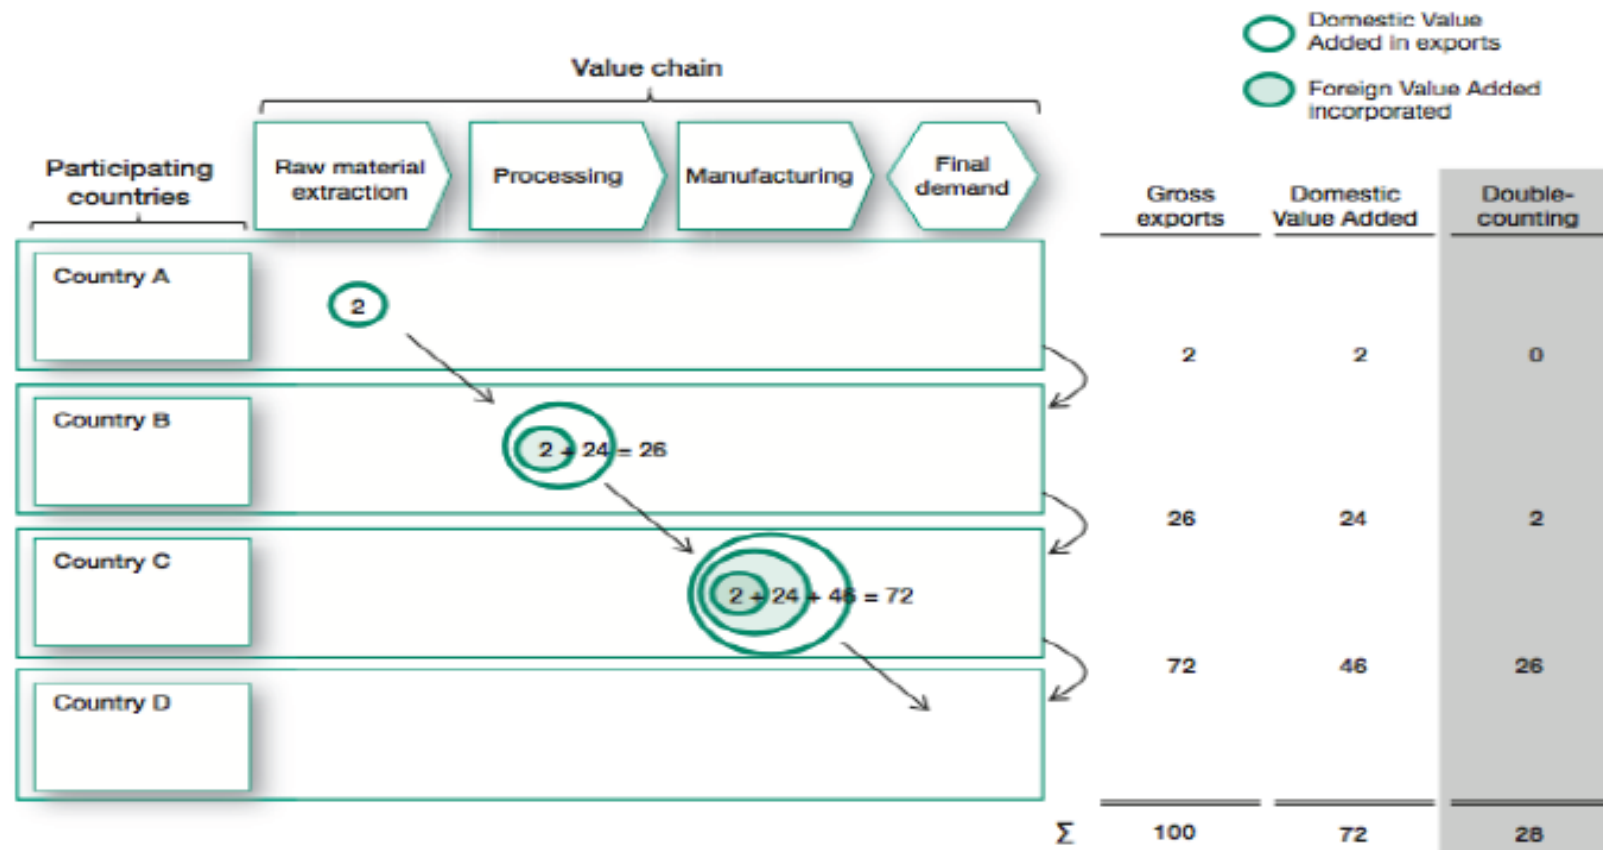 Domestic Value
Added in exports
Foreign Value Added
incorporated
Value chain
Participating
countries
Raw material
extraction
Processing
Manufacturing
Final
demand
Gross
exports
Domestic
Value Added
Double-
counting
Country A
2
2 2 0
Country B
2 + 24 = 26
26 24 2
Country C
2 + 24 + 46 = 72
72 46 26
Country D
Σ 100 72 28